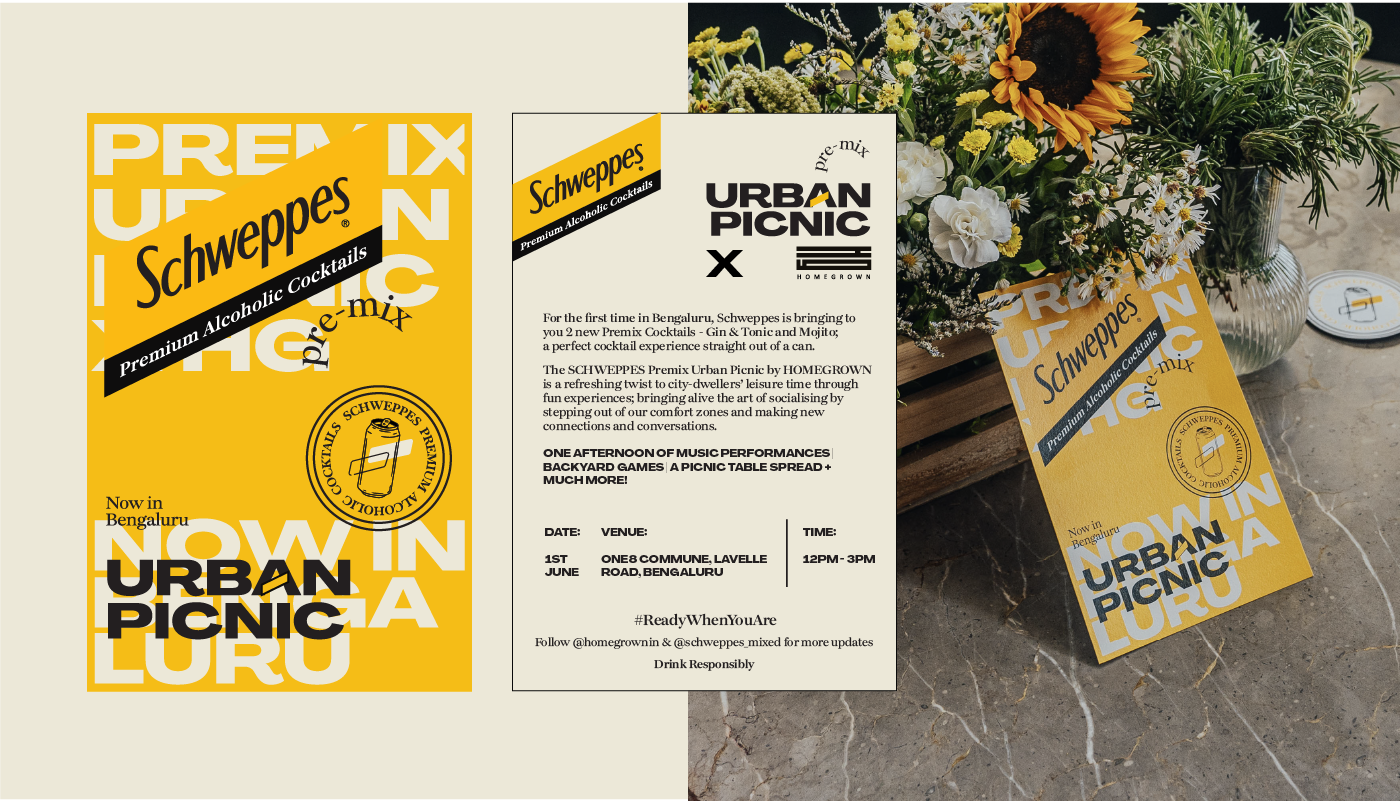 PREMIX
Schweppes®
Premium Alcoholic Cocktails
pre-mix
X HG
SCHWEPPES PREMIUM ALCOHOLIC COCKTAILS
Now in
Bengaluru
NOW IN
BENGA
LURU
URBAN
PICNIC
Schweppes
Premium Alcoholic Cocktails
pre-mix
URBAN
PICNIC
X
HOMEGROWN
For the first time in Bengaluru, Schweppes is bringing to
you 2 new Premix Cocktails - Gin & Tonic and Mojito;
a perfect cocktail experience straight out of a can.
The SCHWEPPES Premix Urban Picnic by HOMEGROWN
is a refreshing twist to city-dwellers' leisure time through
fun experiences; bringing alive the art of socialising by
stepping out of our comfort zones and making new
connections and conversations.
ONE AFTERNOON OF MUSIC PERFORMANCES |
BACKYARD GAMES | A PICNIC TABLE SPREAD +
MUCH MORE!
DATE: VENUE: TIME:
1ST ONE8 COMMUNE, LAVELLE 12PM - 3PM
JUNE ROAD, BENGALURU
#ReadyWhenYouAre
Follow @homegrownin & @schweppes_mixed for more updates
Drink Responsibly
Schweppes
Premium Alcoholic Cocktails
pre-mix
SCHWEPPES PREMIUM ALCOHOLIC COCKTAILS
Now in
Bengaluru
NOW IN
URBAN
PICNIC
LURU